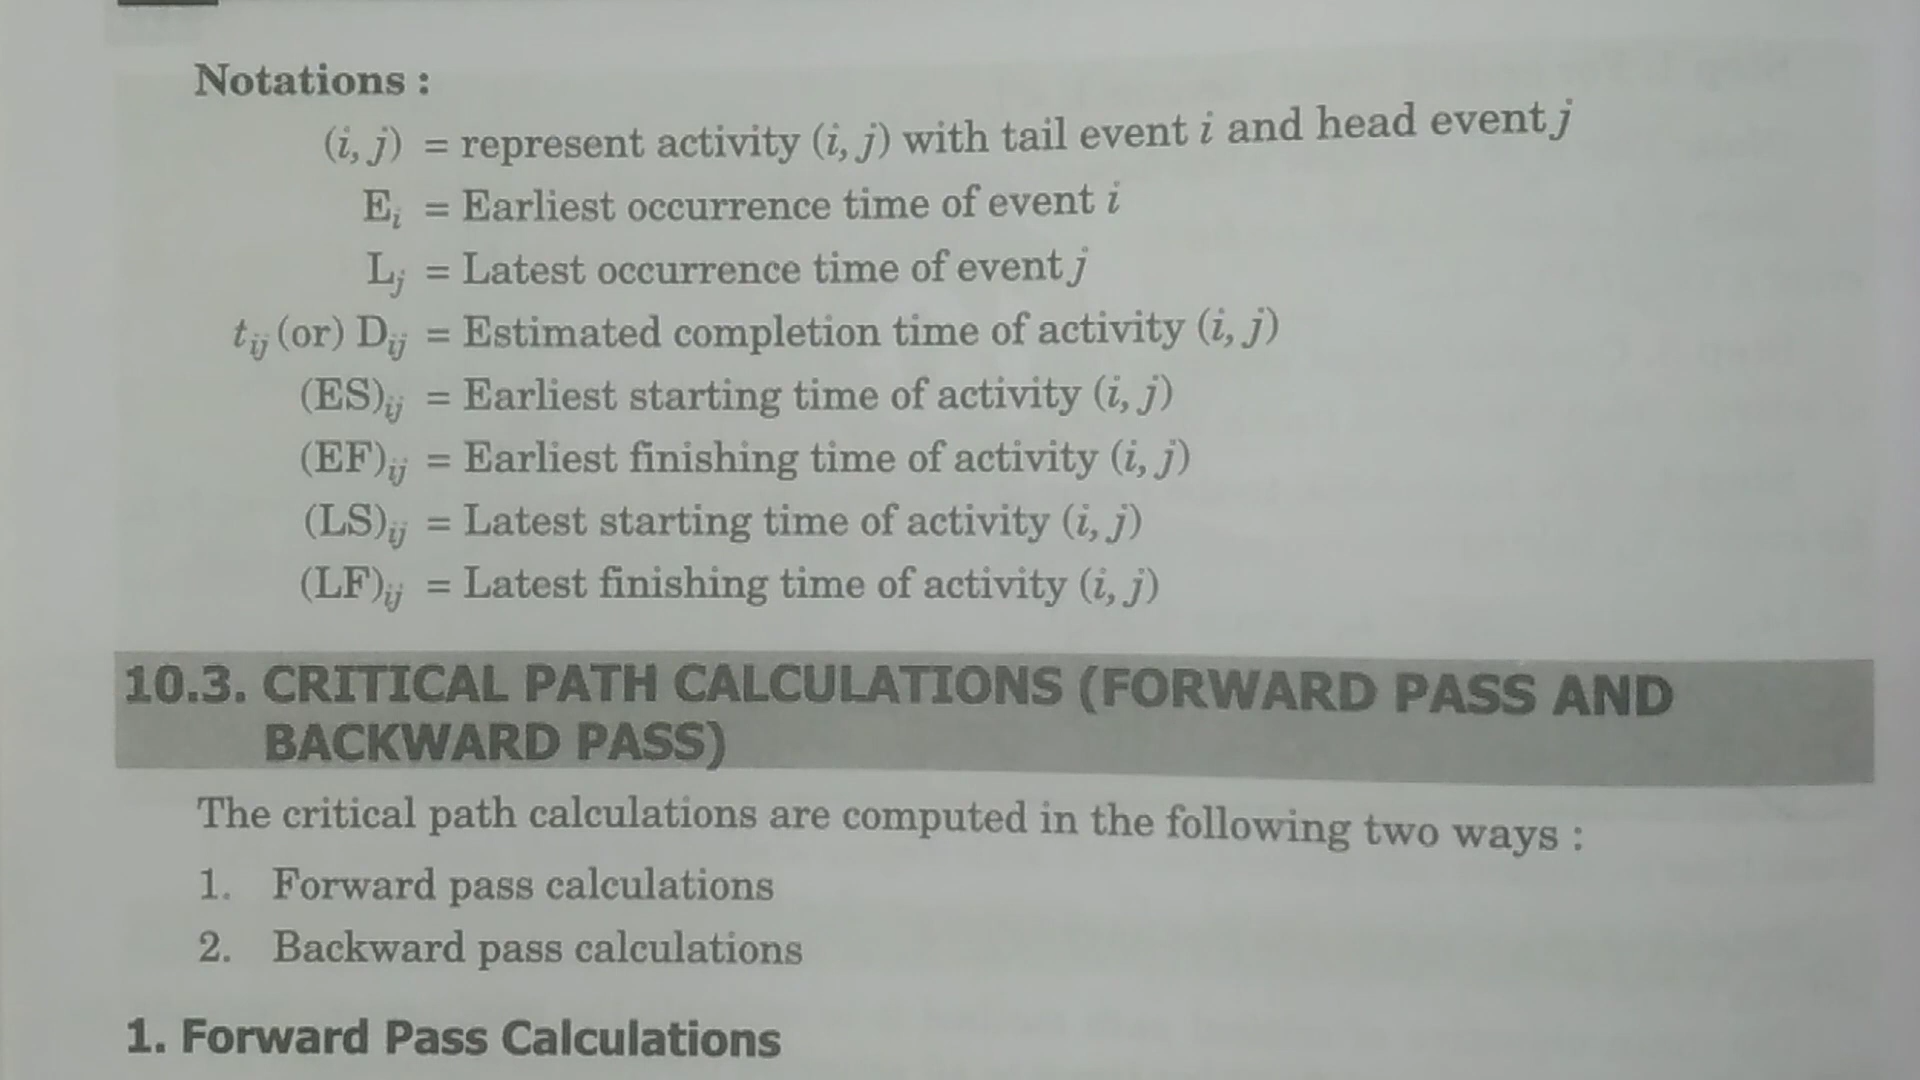 Notations :
(i, j) = represent activity (i, j) with tail event i and head event j
Eᵢ = Earliest occurrence time of event i
Lⱼ = Latest occurrence time of event j
tᵢⱼ (or) Dᵢⱼ = Estimated completion time of activity (i, j)
(ES)ᵢⱼ = Earliest starting time of activity (i, j)
(EF)ᵢⱼ = Earliest finishing time of activity (i, j)
(LS)ᵢⱼ = Latest starting time of activity (i, j)
(LF)ᵢⱼ = Latest finishing time of activity (i, j)
10.3. CRITICAL PATH CALCULATIONS (FORWARD PASS AND
BACKWARD PASS)
The critical path calculations are computed in the following two ways :
1. Forward pass calculations
2. Backward pass calculations
1. Forward Pass Calculations